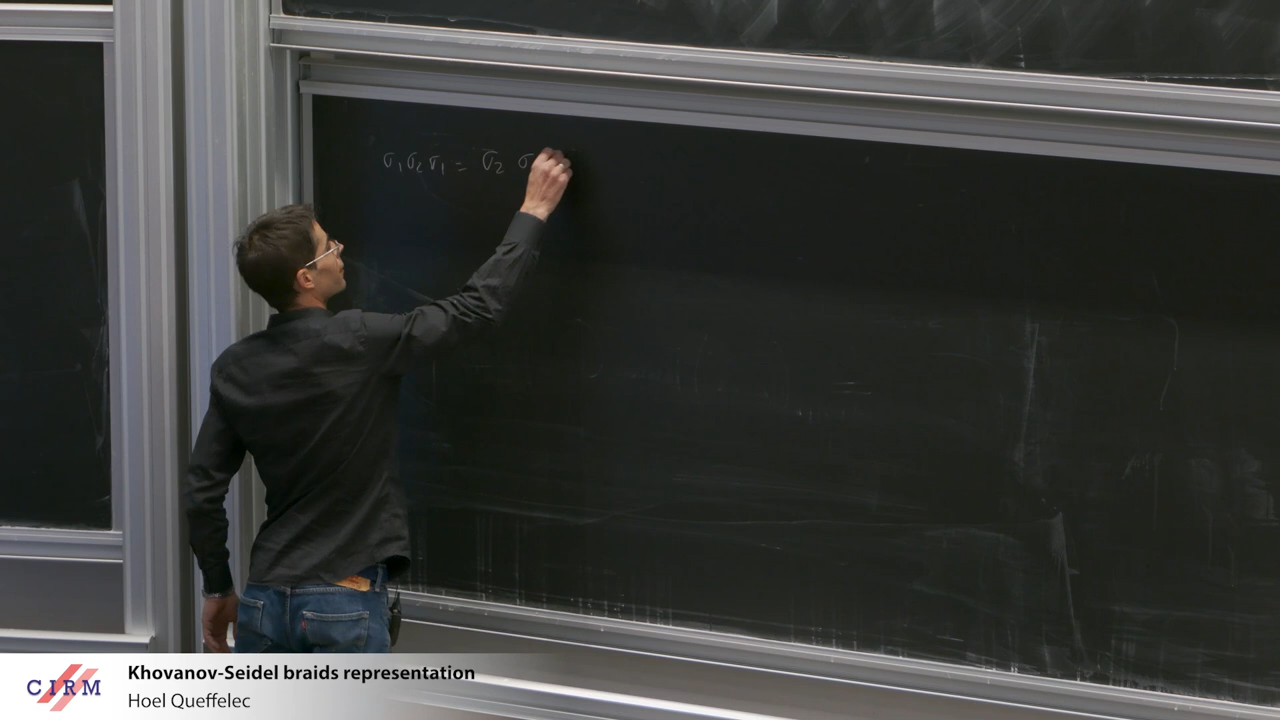 σ₁σ₂σ₁ = σ₂ σ
CIRM
Khovanov-Seidel braids representation
Hoel Queffelec